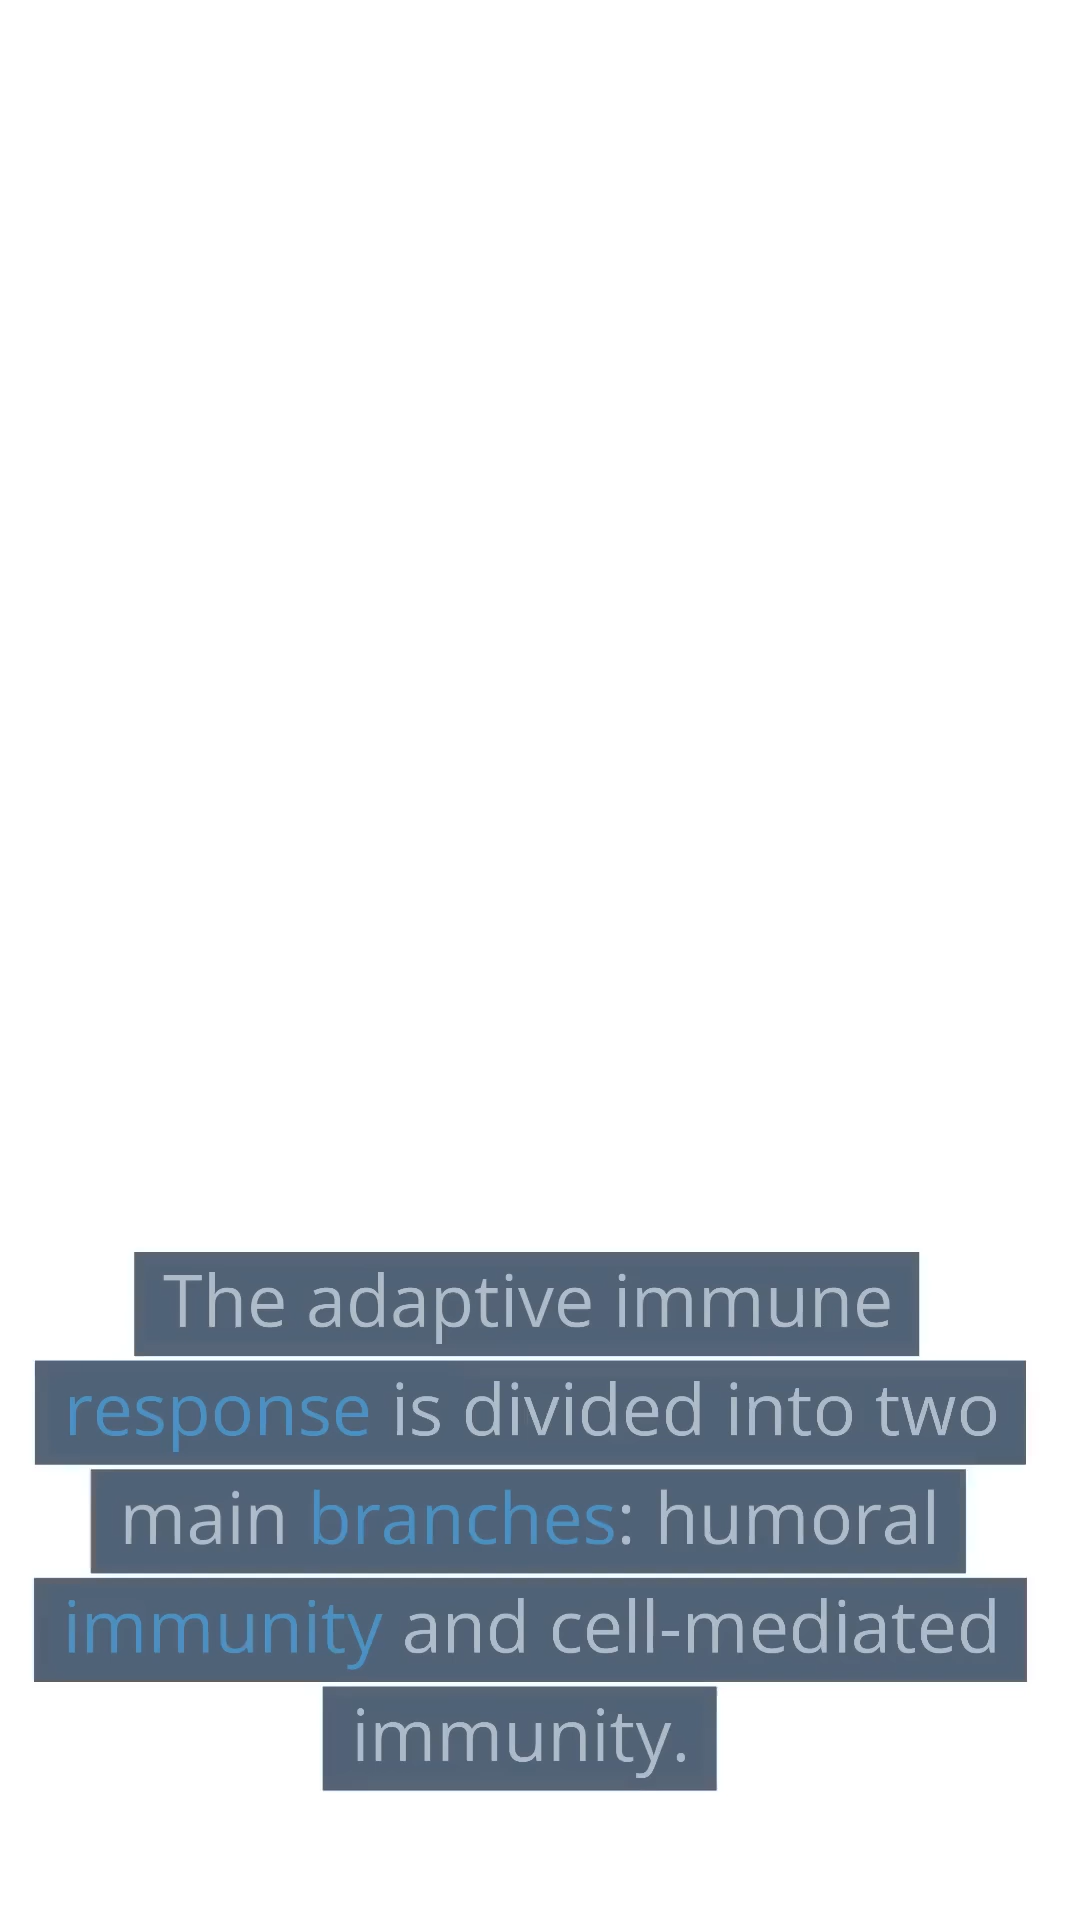 The adaptive immune
response is divided into two
main branches: humoral
immunity and cell-mediated
immunity.